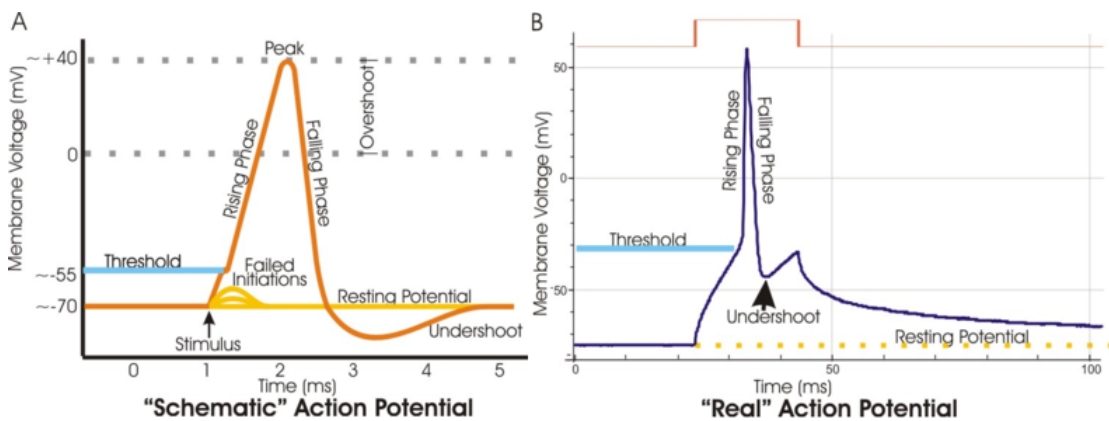 A
Membrane Voltage (mV)
~+40
0
~-55
~-70
Peak
|Overshoot|
Rising Phase
Falling Phase
Threshold
Failed
Initiations
Resting Potential
Stimulus
Undershoot
0 1 2 3 4 5
Time (ms)
“Schematic” Action Potential
B
Membrane Voltage (mV)
50
0
-50
Rising Phase
Falling Phase
Threshold
Undershoot
Resting Potential
0 50 100
Time (ms)
“Real” Action Potential